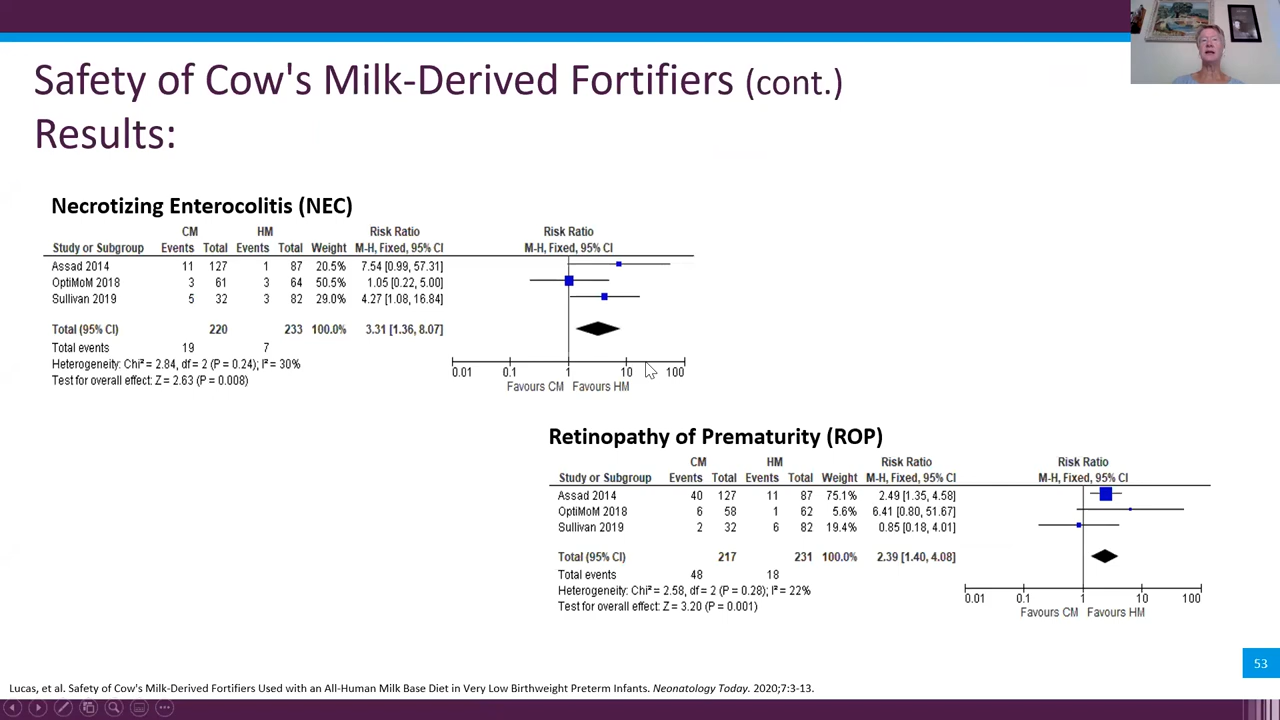 Safety of Cow's Milk-Derived Fortifiers (cont.)
Results:
Necrotizing Enterocolitis (NEC)
CM HM Risk Ratio Risk Ratio
Study or Subgroup Events Total Events Total Weight M-H, Fixed, 95% CI M-H, Fixed, 95% CI
Assad 2014 11 127 1 87 20.5% 7.54 [0.99, 57.31]
OptiMoM 2018 3 61 3 64 50.5% 1.05 [0.22, 5.00]
Sullivan 2019 5 32 3 82 29.0% 4.27 [1.08, 16.84]
Total (95% CI) 220 233 100.0% 3.31 [1.36, 8.07]
Total events 19 7
Heterogeneity: Chi² = 2.84, df = 2 (P = 0.24); I² = 30%
Test for overall effect: Z = 2.63 (P = 0.008)
0.01 0.1 1 10 100
Favours CM Favours HM
Retinopathy of Prematurity (ROP)
CM HM Risk Ratio Risk Ratio
Study or Subgroup Events Total Events Total Weight M-H, Fixed, 95% CI M-H, Fixed, 95% CI
Assad 2014 40 127 11 87 75.1% 2.49 [1.35, 4.58]
OptiMoM 2018 6 58 1 62 5.6% 6.41 [0.80, 51.67]
Sullivan 2019 2 32 6 82 19.4% 0.85 [0.18, 4.01]
Total (95% CI) 217 231 100.0% 2.39 [1.40, 4.08]
Total events 48 18
Heterogeneity: Chi² = 2.58, df = 2 (P = 0.28); I² = 22%
Test for overall effect: Z = 3.20 (P = 0.001)
0.01 0.1 1 10 100
Favours CM Favours HM
53
Lucas, et al. Safety of Cow's Milk-Derived Fortifiers Used with an All-Human Milk Base Diet in Very Low Birthweight Preterm Infants. Neonatology Today. 2020;7:3-13.